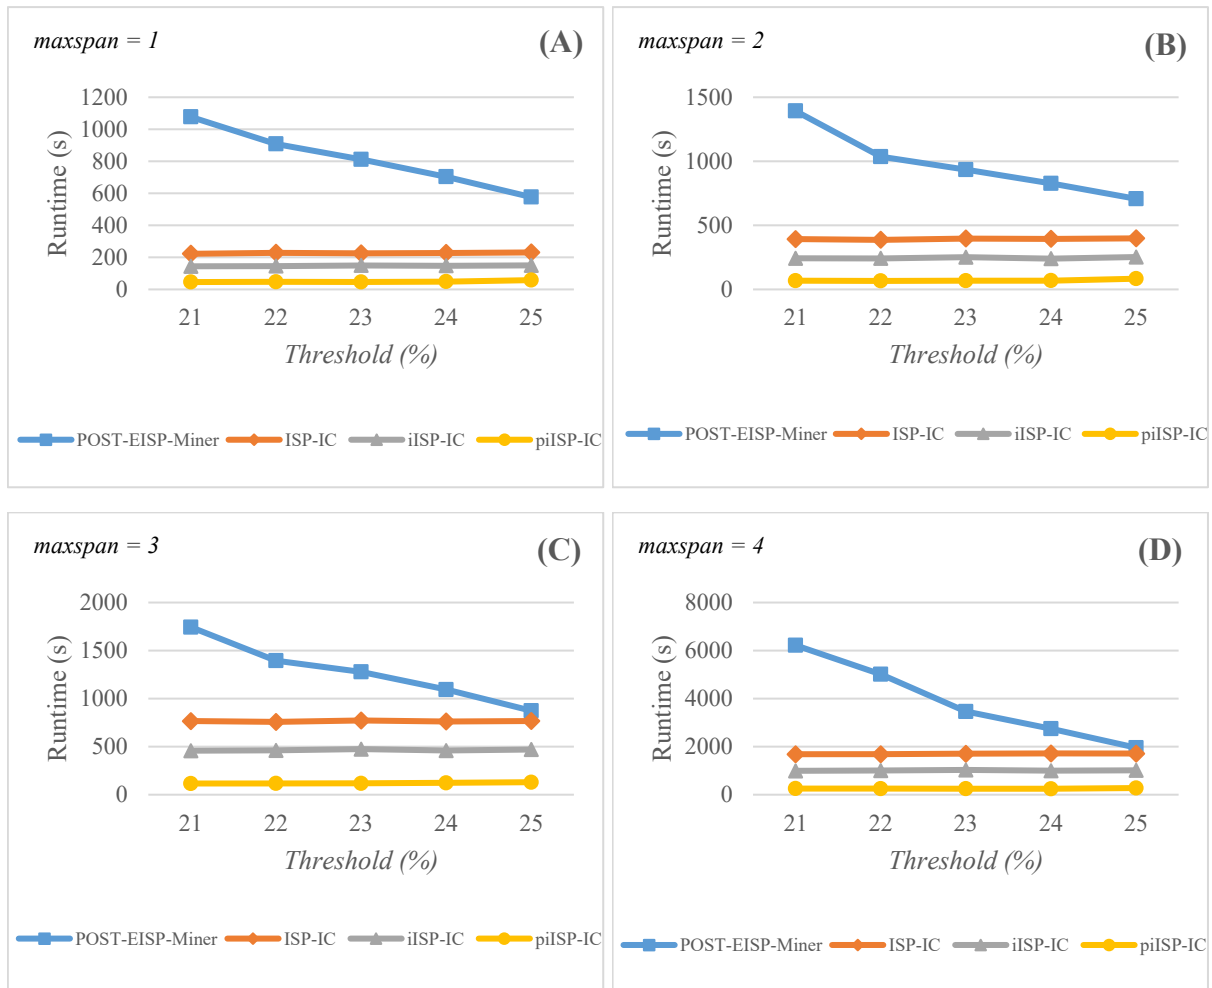 maxspan = 1
(A)
Runtime (s)
1200
1000
800
600
400
200
0
21 22 23 24 25
Threshold (%)
POST-EISP-Miner ISP-IC iISP-IC piISP-IC
maxspan = 2
(B)
Runtime (s)
1500
1000
500
0
21 22 23 24 25
Threshold (%)
POST-EISP-Miner ISP-IC iISP-IC piISP-IC
maxspan = 3
(C)
Runtime (s)
2000
1500
1000
500
0
21 22 23 24 25
Threshold (%)
POST-EISP-Miner ISP-IC iISP-IC piISP-IC
maxspan = 4
(D)
Runtime (s)
8000
6000
4000
2000
0
21 22 23 24 25
Threshold (%)
POST-EISP-Miner ISP-IC iISP-IC piISP-IC